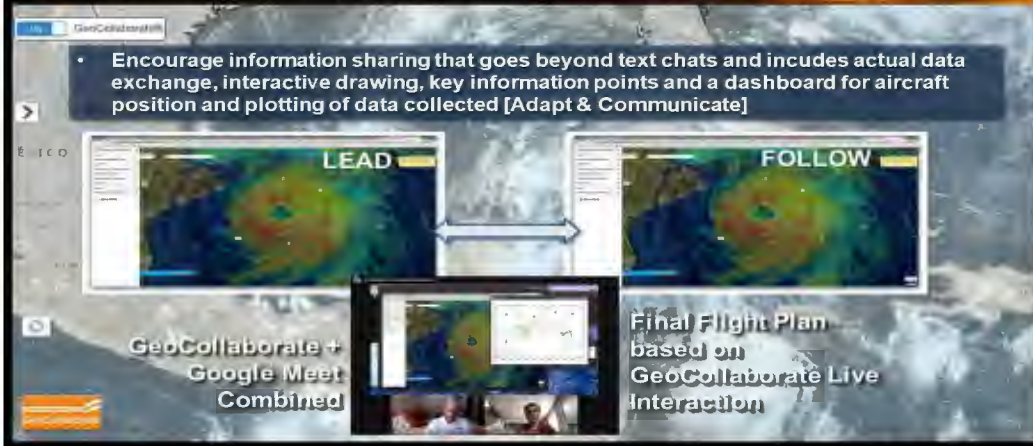 GeoCollaborate
• Encourage information sharing that goes beyond text chats and incudes actual data
exchange, interactive drawing, key information points and a dashboard for aircraft
position and plotting of data collected [Adapt & Communicate]
LEAD
FOLLOW
GeoCollaborate +
Google Meet
Combined
Final Flight Plan
based on
GeoCollaborate Live
Interaction